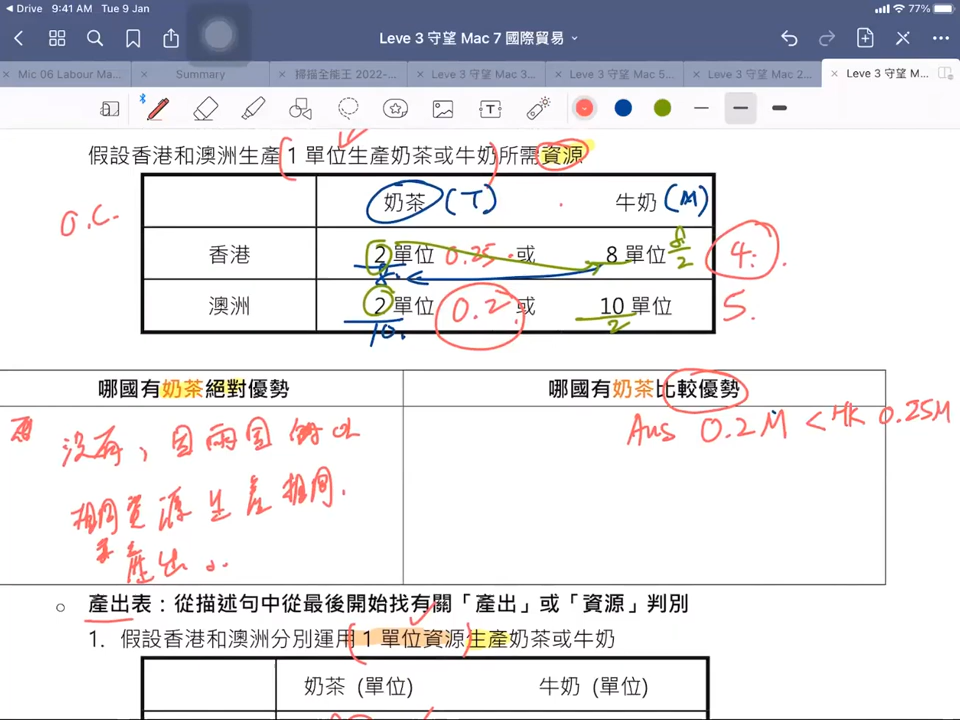 Drive 9:41 AM Tue 9 Jan 77%
Leve 3 守望 Mac 7 國際貿易
Mic 06 Labour Ma... Summary 掃描全能王 2022-... Leve 3 守望 Mac 3... Leve 3 守望 Mac 5... Leve 3 守望 Mac 2... Leve 3 守望 M...
假設香港和澳洲生產 ( 1 單位生產奶茶或牛奶 ) 所需資源
O.C.
奶茶 (T) 牛奶 (M)
香港 2 單位 0.25 或 8 單位 8/2 4
8
澳洲 2 單位 0.2 或 10 單位 5
10 2
哪國有奶茶絕對優勢 哪國有奶茶比較優勢
Aus 0.2M < HK 0.25M
沒有，因兩國
相同資源生產相同
產出
產出表：從描述句中從最後開始找有關「產出」或「資源」判別
1. 假設香港和澳洲分別運用 ( 1 單位資源 ) 生產奶茶或牛奶
奶茶 (單位) 牛奶 (單位)